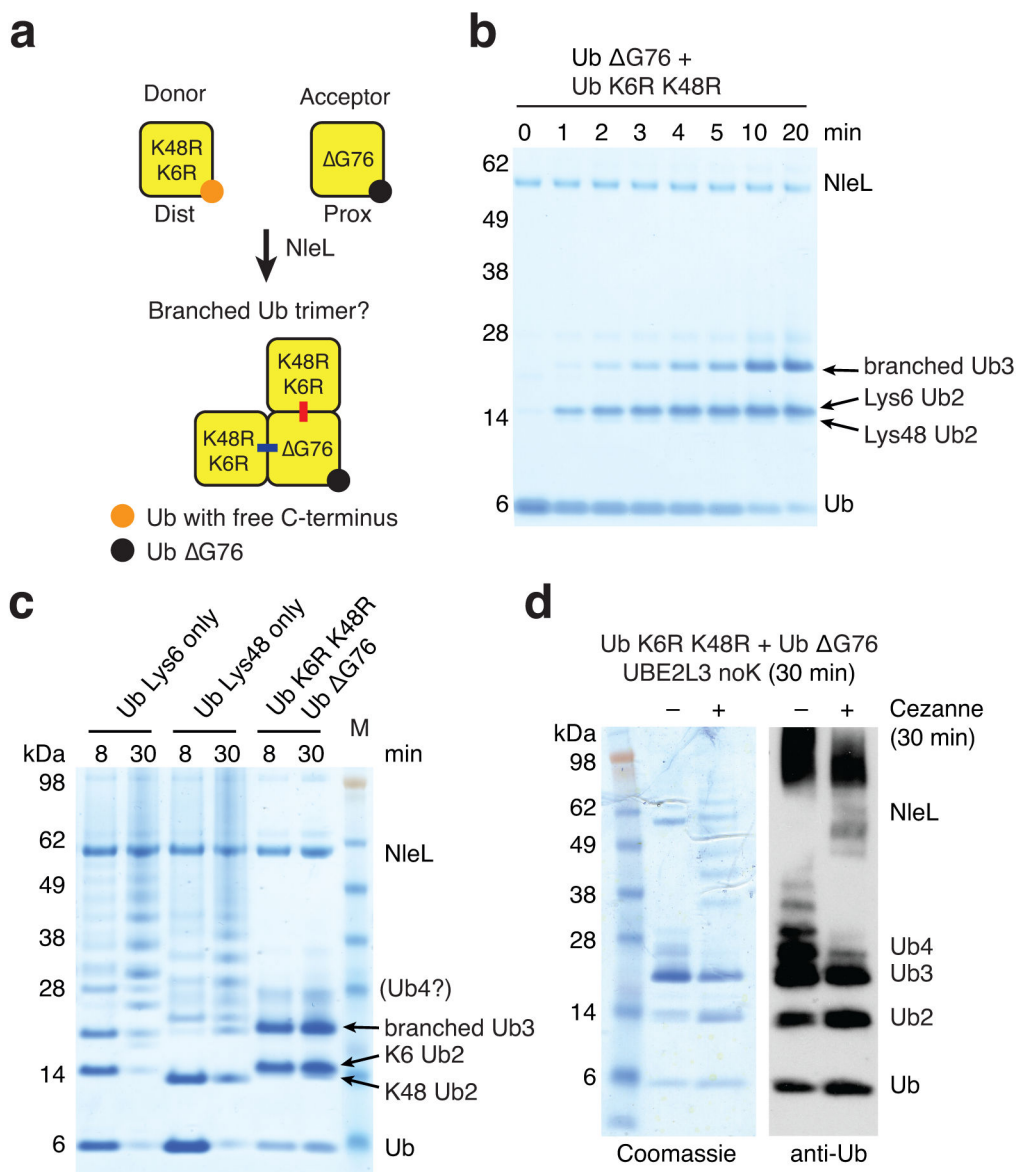 a
Donor
Acceptor
K48R
K6R
ΔG76
Dist
Prox
NleL
Branched Ub trimer?
K48R
K6R
K48R
K6R
ΔG76
Ub with free C-terminus
Ub ΔG76
b
Ub ΔG76 +
Ub K6R K48R
0 1 2 3 4 5 10 20 min
62
49
38
28
14
6
NleL
branched Ub3
Lys6 Ub2
Lys48 Ub2
Ub
c
Ub Lys6 only
Ub Lys48 only
Ub K6R K48R
Ub ΔG76
M
kDa 8 30 8 30 8 30 min
98
62
49
38
28
14
6
NleL
(Ub4?)
branched Ub3
K6 Ub2
K48 Ub2
Ub
d
Ub K6R K48R + Ub ΔG76
UBE2L3 noK (30 min)
– + – + Cezanne
(30 min)
kDa
98
62
49
38
28
14
6
NleL
Ub4
Ub3
Ub2
Ub
Coomassie
anti-Ub